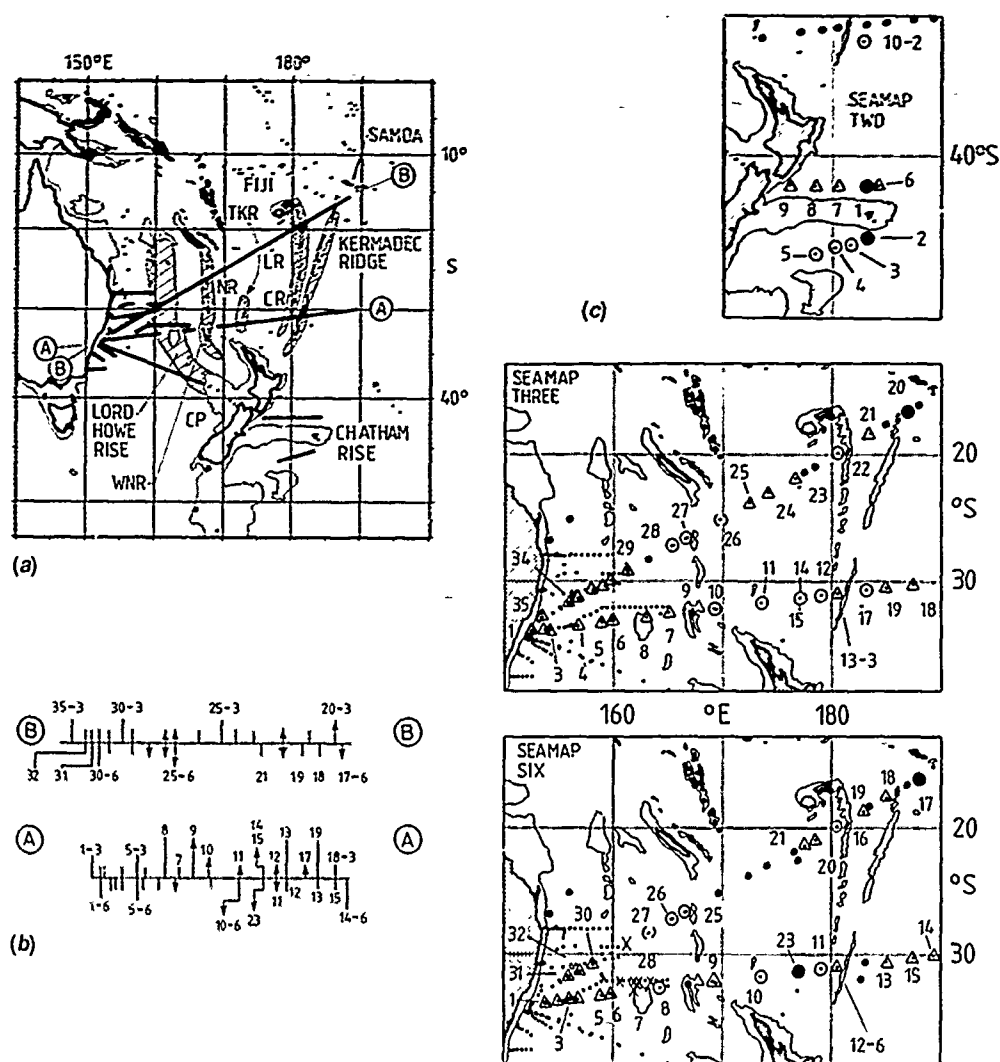 150°E 180°
SAMOA
10°
B
FIJI
TKR
KERMADEC
RIDGE
S
LR
NR
CR
A
A
B
40°
LORD
HOWE
RISE
CP
CHATHAM
RISE
WNR
(a)
10-2
SEAMAP
TWO
40°S
6
9 8 7 1
2
5
3
4
(c)
SEAMAP
THREE
20
21
20
22
25
24
23
°S
27
28
26
29
34
30
11 14 12
35
9 10
15
17 19 18
1
3 4 5 6 8 7
13-3
160 °E 180
SEAMAP
SIX
18
19
17
20
21
16
20
°S
26
27
25
30
32
14
23 11
30
31
28
9
1
10
13 15
3
5 6 7 8
12-6
B
35-3 30-3 25-3 20-3
B
32 31 30-6 25-6 21 19 18 17-6
A
1-3 5-3 8 7 9 10 11 14 15 12 13 17 19 18-3
A
1-6 5-6 10-6 23 11 12 13 15 14-6
(b)